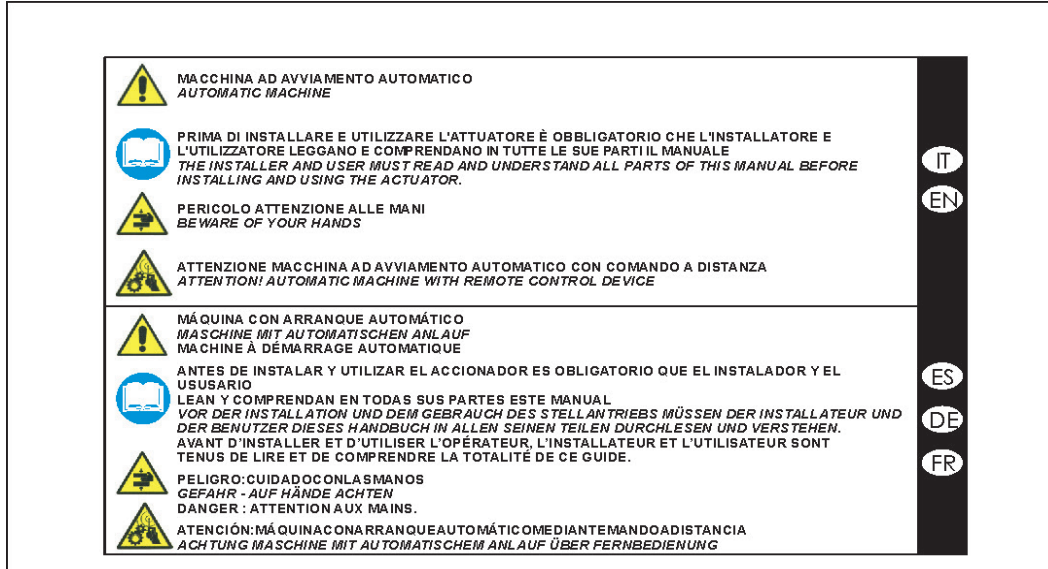 MACCHINA AD AVVIAMENTO AUTOMATICO
AUTOMATIC MACHINE
PRIMA DI INSTALLARE E UTILIZZARE L'ATTUATORE È OBBLIGATORIO CHE L'INSTALLATORE E
L'UTILIZZATORE LEGGANO E COMPRENDANO IN TUTTE LE SUE PARTI IL MANUALE
THE INSTALLER AND USER MUST READ AND UNDERSTAND ALL PARTS OF THIS MANUAL BEFORE
INSTALLING AND USING THE ACTUATOR.
PERICOLO ATTENZIONE ALLE MANI
BEWARE OF YOUR HANDS
ATTENZIONE MACCHINA AD AVVIAMENTO AUTOMATICO CON COMANDO A DISTANZA
ATTENTION! AUTOMATIC MACHINE WITH REMOTE CONTROL DEVICE
IT
EN
MÁQUINA CON ARRANQUE AUTOMÁTICO
MASCHINE MIT AUTOMATISCHEN ANLAUF
MACHINE À DÉMARRAGE AUTOMATIQUE
ANTES DE INSTALAR Y UTILIZAR EL ACCIONADOR ES OBLIGATORIO QUE EL INSTALADOR Y EL
USUSARIO
LEAN Y COMPRENDAN EN TODAS SUS PARTES ESTE MANUAL
VOR DER INSTALLATION UND DEM GEBRAUCH DES STELLANTRIEBS MÜSSEN DER INSTALLATEUR UND
DER BENUTZER DIESES HANDBUCH IN ALLEN SEINEN TEILEN DURCHLESEN UND VERSTEHEN.
AVANT D'INSTALLER ET D'UTILISER L'OPÉRATEUR, L'INSTALLATEUR ET L'UTILISATEUR SONT
TENUS DE LIRE ET DE COMPRENDRE LA TOTALITÉ DE CE GUIDE.
PELIGRO:CUIDADOCONLASMANOS
GEFAHR - AUF HÄNDE ACHTEN
DANGER : ATTENTION AUX MAINS.
ATENCIÓN:MÁQUINACONARRANQUEAUTOMÁTICOMEDIANTEMANDOADISTANCIA
ACHTUNG MASCHINE MIT AUTOMATISCHEM ANLAUF ÜBER FERNBEDIENUNG
ES
DE
FR